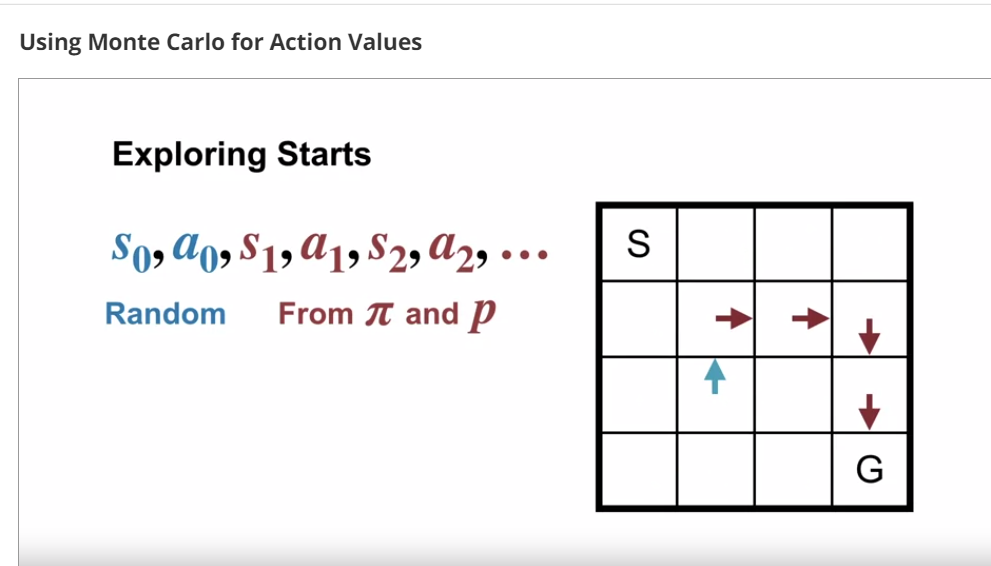 Using Monte Carlo for Action Values
Exploring Starts
s₀, a₀, s₁, a₁, s₂, a₂, ...
Random From π and p
S
G